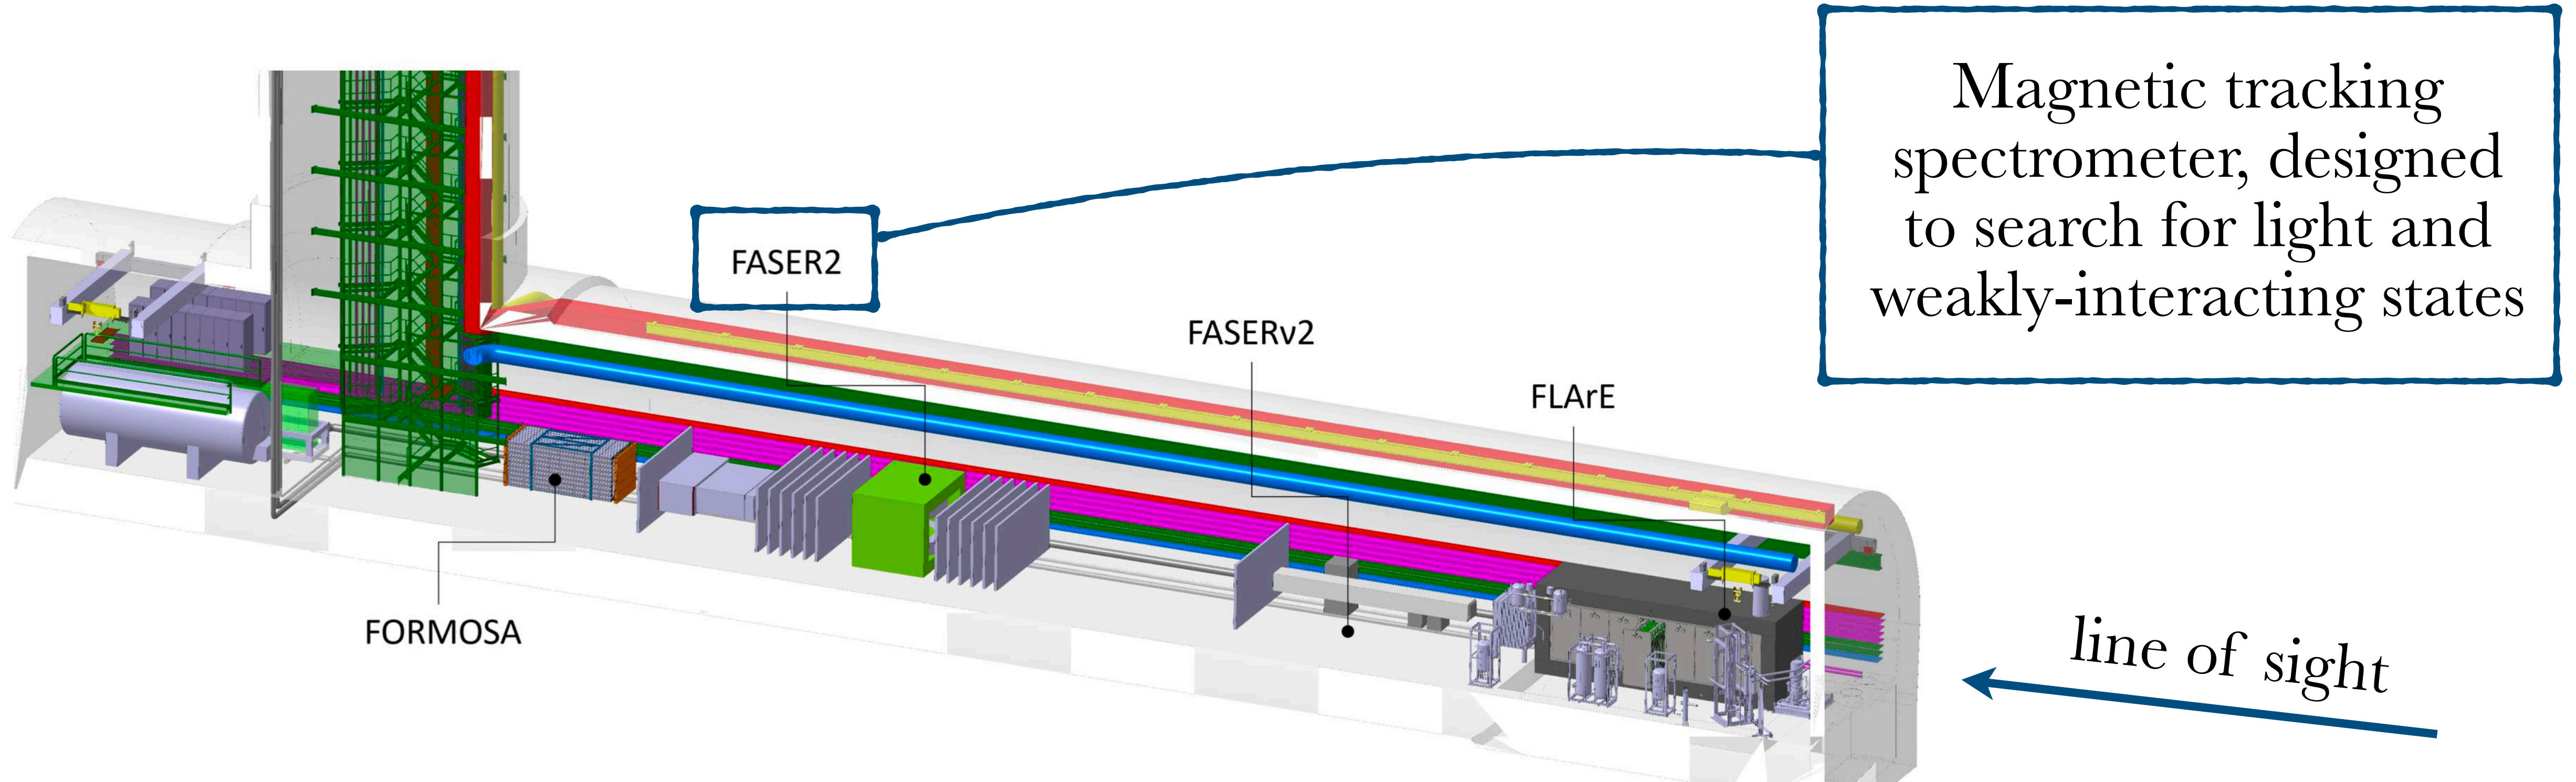 Magnetic tracking
spectrometer, designed
to search for light and
weakly-interacting states
FASER2
FASERν2
FLArE
FORMOSA
line of sight